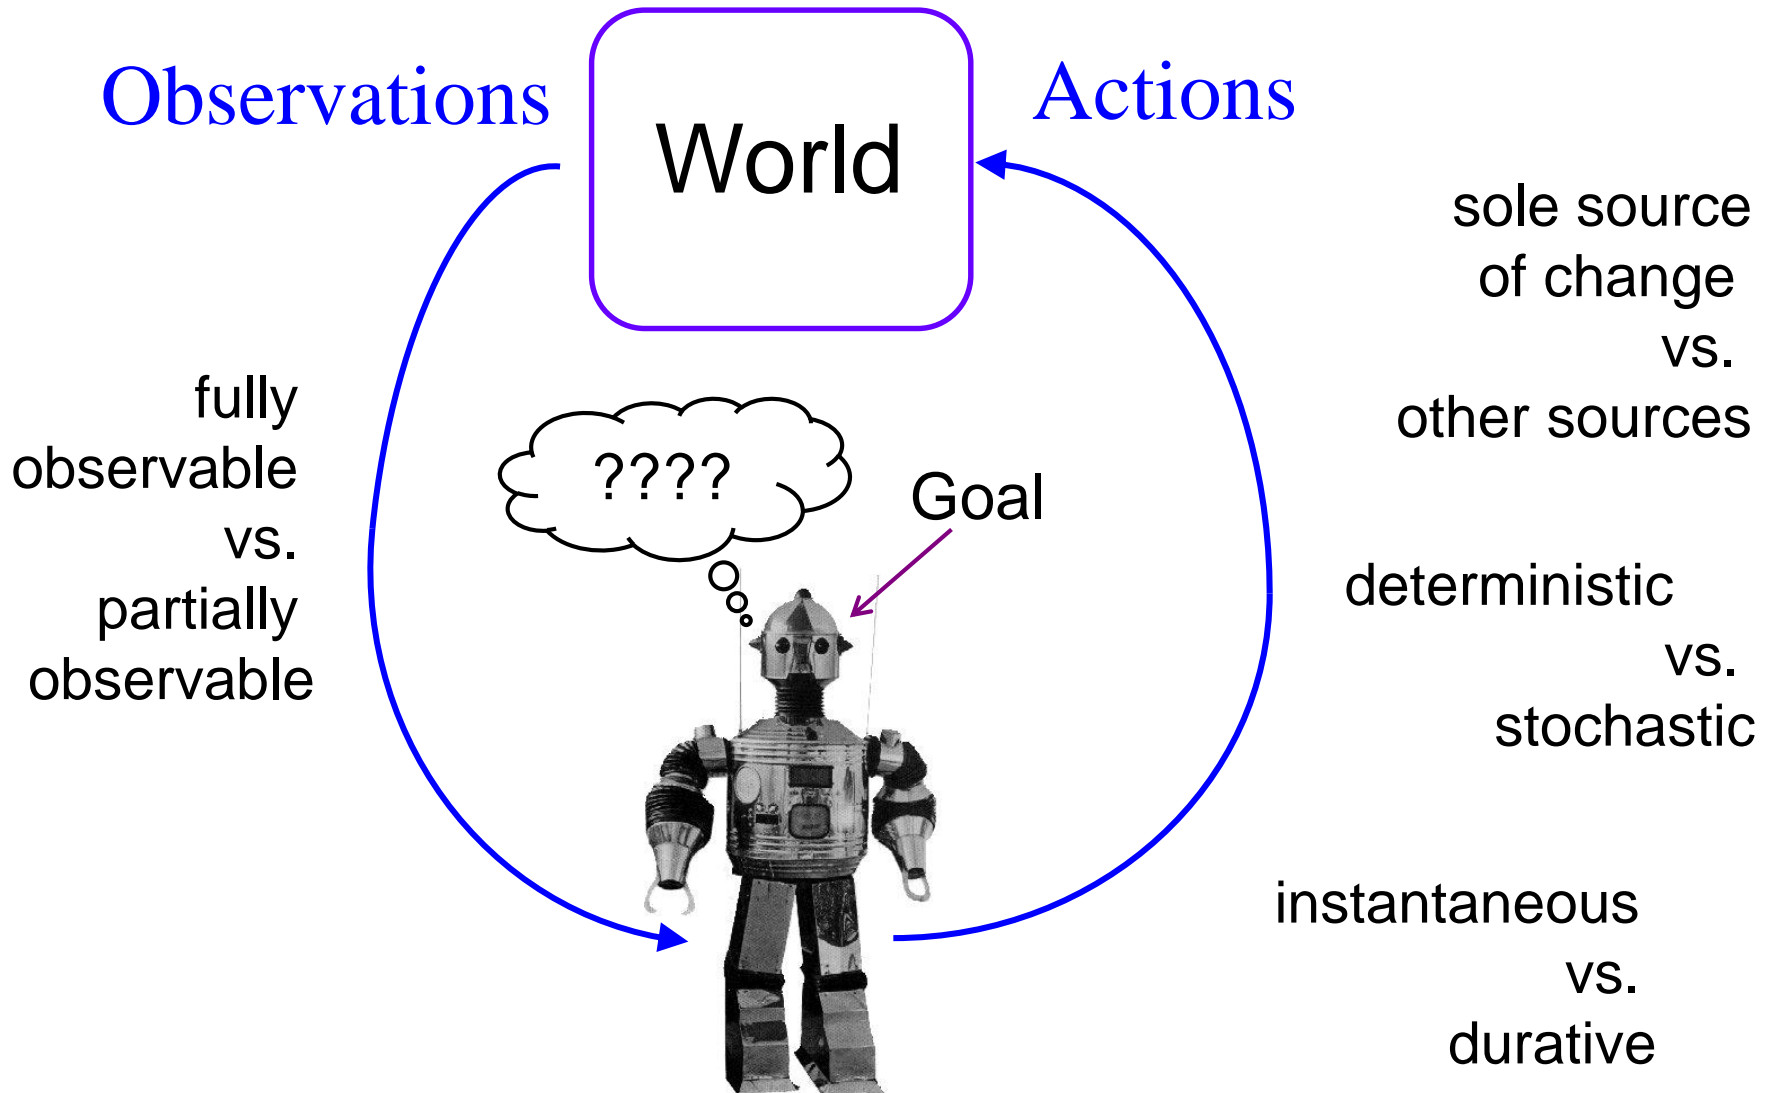 Observations
World
Actions
fully
observable
vs.
partially
observable
????
Goal
sole source
of change
vs.
other sources
deterministic
vs.
stochastic
instantaneous
vs.
durative